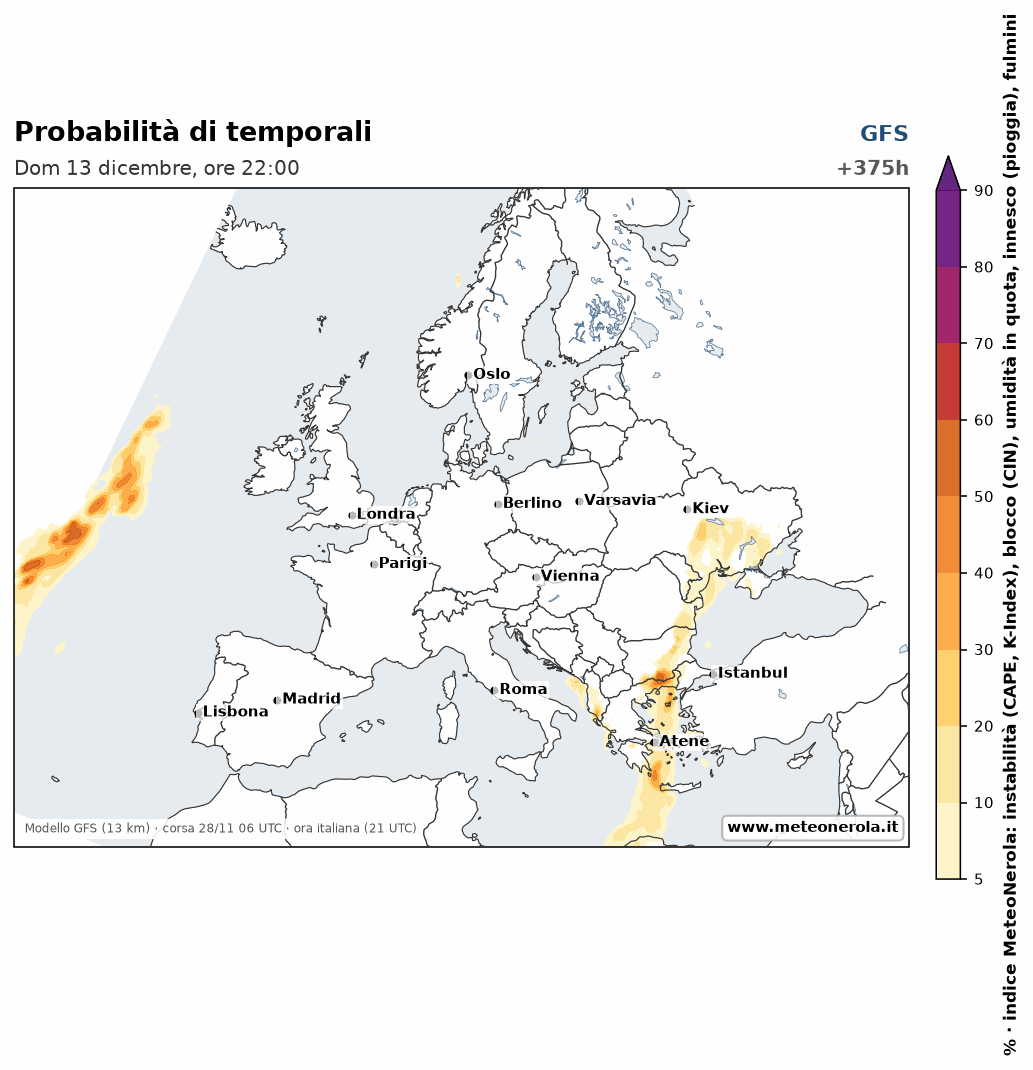 Probabilità di temporali
GFS
Dom 13 dicembre, ore 22:00
+375h
Oslo
Londra
Berlino
Varsavia
Kiev
Parigi
Vienna
Istanbul
Roma
Madrid
Lisbona
Atene
Modello GFS (13 km) · corsa 28/11 06 UTC · ora italiana (21 UTC)
www.meteonerola.it
90
80
70
60
50
40
30
20
10
5
% · indice MeteoNerola: instabilità (CAPE, K-Index), blocco (CIN), umidità in quota, innesco (pioggia), fulmini